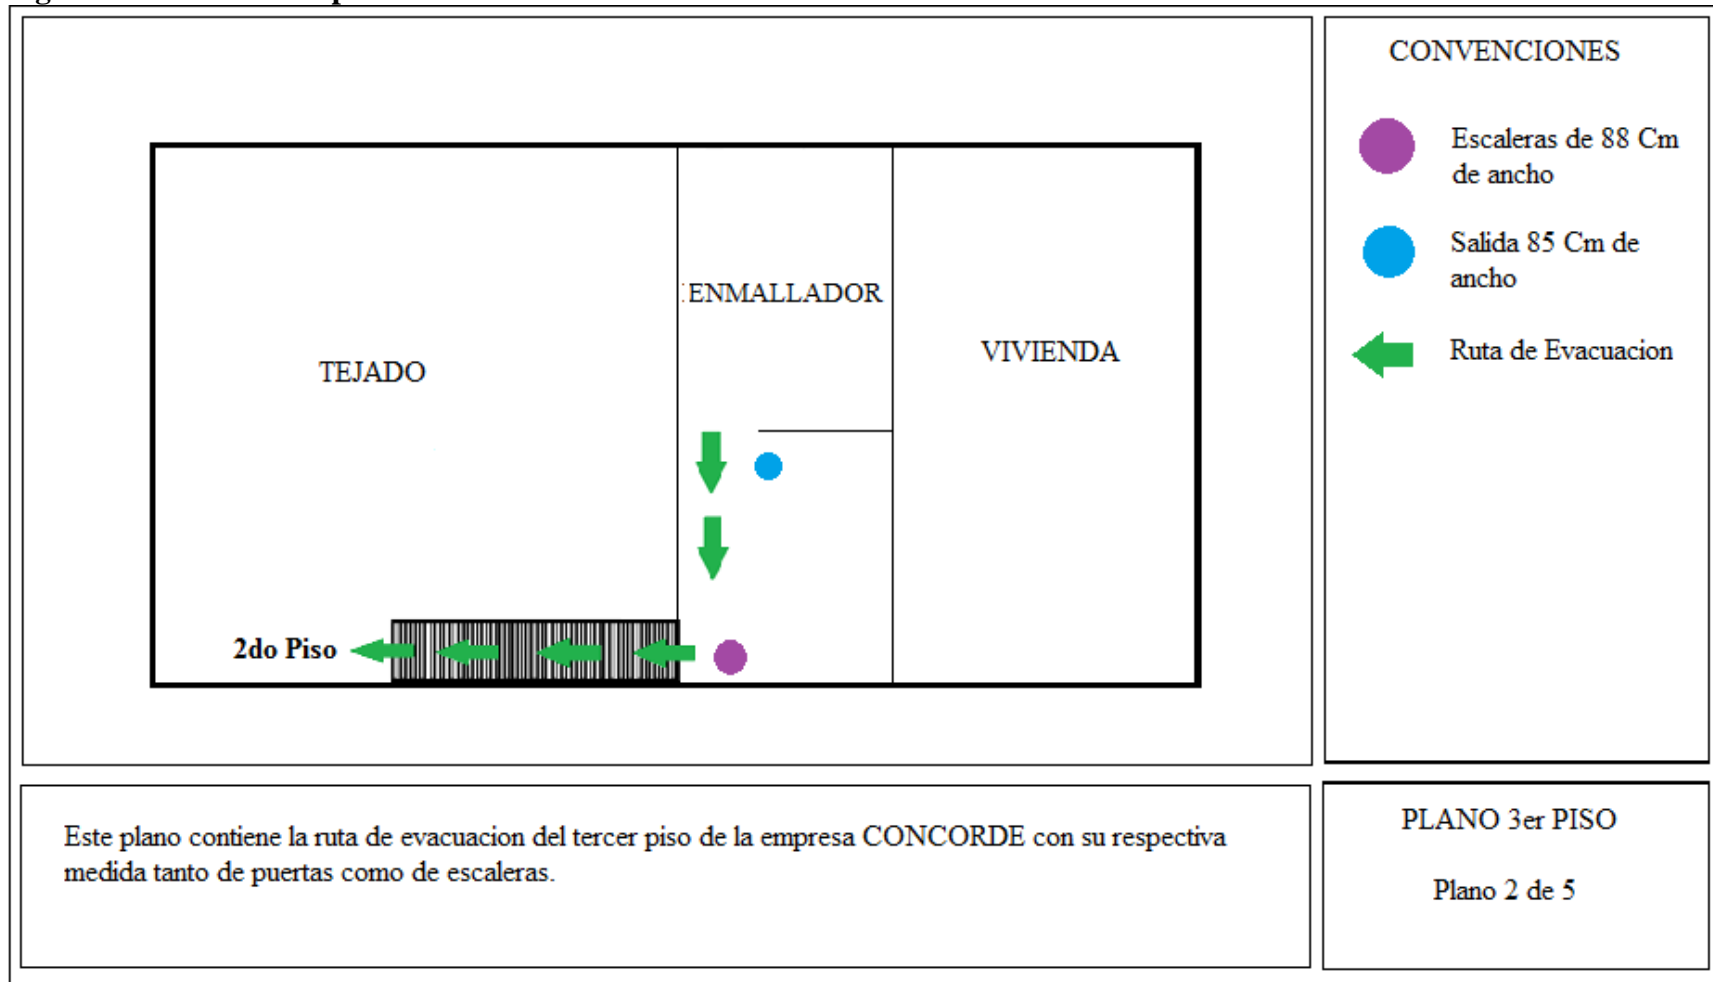 TEJADO
ENMALLADOR
VIVIENDA
2do Piso
CONVENCIONES
Escaleras de 88 Cm
de ancho
Salida 85 Cm de
ancho
Ruta de Evacuacion
Este plano contiene la ruta de evacuacion del tercer piso de la empresa CONCORDE con su respectiva
medida tanto de puertas como de escaleras.
PLANO 3er PISO
Plano 2 de 5